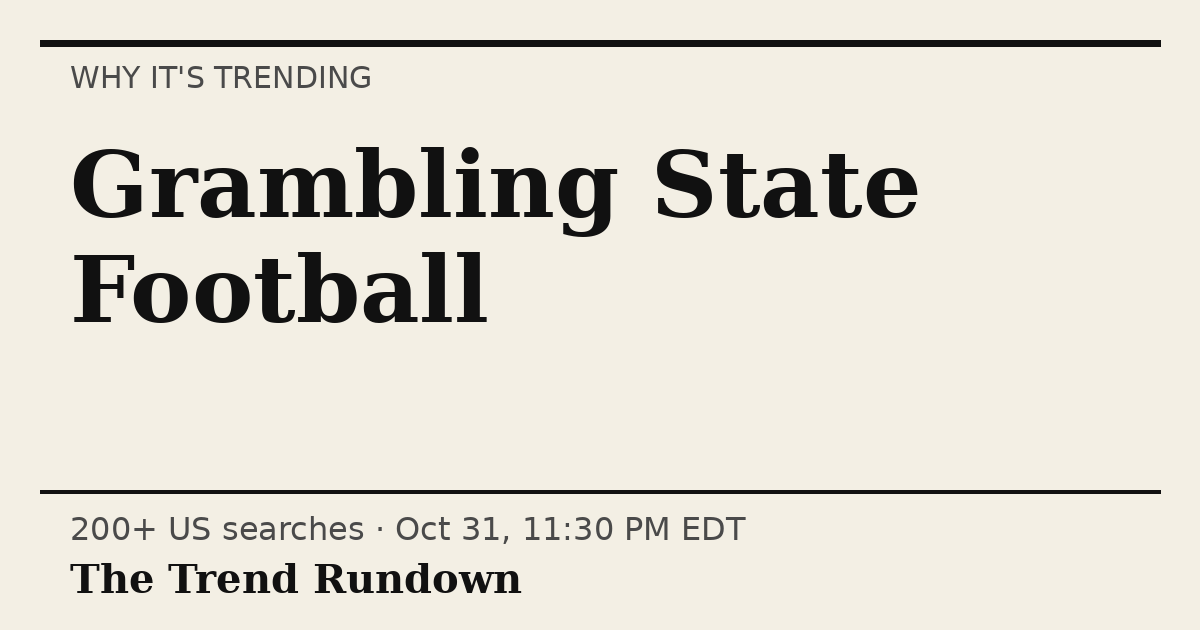 WHY IT'S TRENDING
Grambling State
Football
200+ US searches · Oct 31, 11:30 PM EDT
The Trend Rundown